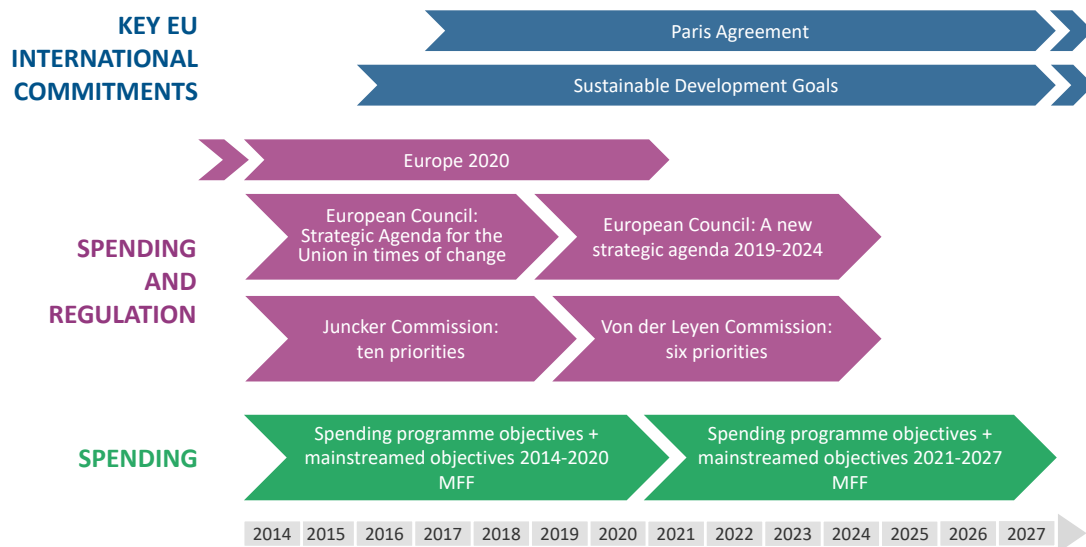 KEY EU
INTERNATIONAL
COMMITMENTS
Paris Agreement
Sustainable Development Goals
SPENDING
AND
REGULATION
Europe 2020
European Council:
Strategic Agenda for the
Union in times of change
European Council: A new
strategic agenda 2019-2024
Juncker Commission:
ten priorities
Von der Leyen Commission:
six priorities
SPENDING
Spending programme objectives +
mainstreamed objectives 2014-2020
MFF
Spending programme objectives +
mainstreamed objectives 2021-2027
MFF
2014 2015 2016 2017 2018 2019 2020 2021 2022 2023 2024 2025 2026 2027